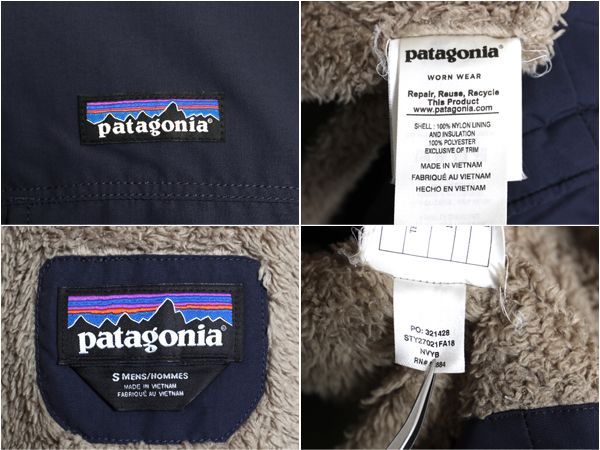 patagonia®
patagonia®
WORN WEAR
Repair, Reuse, Recycle
This Product
www.patagonia.com
SHELL: 100% NYLON LINING
AND INSULATION
100% POLYESTER
EXCLUSIVE OF TRIM
MADE IN VIETNAM
FABRIQUÉ AU VIETNAM
HECHO EN VIETNAM
patagonia®
S MENS/HOMMES
MADE IN VIETNAM
FABRIQUÉ AU VIETNAM
PO: 321428
STY27021FA18
NVYB
RN#